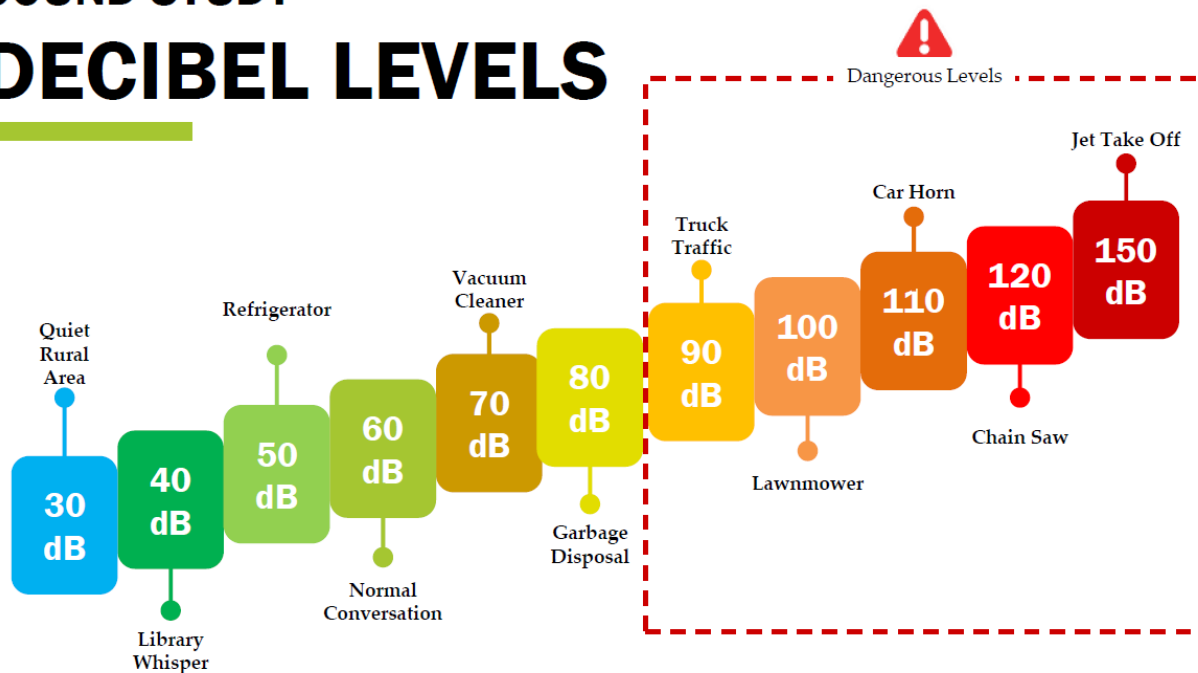 SOUND STUDY
DECIBEL LEVELS
Dangerous Levels
Jet Take Off
Car Horn
Truck
Traffic
Vacuum
Cleaner
Refrigerator
Quiet
Rural
Area
30
dB
40
dB
50
dB
60
dB
70
dB
80
dB
90
dB
100
dB
110
dB
120
dB
150
dB
Chain Saw
Lawnmower
Garbage
Disposal
Normal
Conversation
Library
Whisper